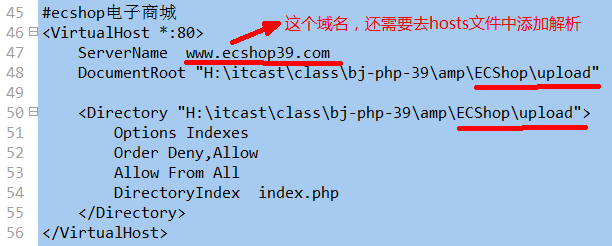 45 #ecshop电子商城
46 <VirtualHost *:80> 这个域名，还需要去hosts文件中添加解析
47 ServerName www.ecshop39.com
48 DocumentRoot "H:\itcast\class\bj-php-39\amp\ECShop\upload"
49
50 <Directory "H:\itcast\class\bj-php-39\amp\ECShop\upload">
51 Options Indexes
52 Order Deny,Allow
53 Allow From All
54 DirectoryIndex index.php
55 </Directory>
56 </VirtualHost>